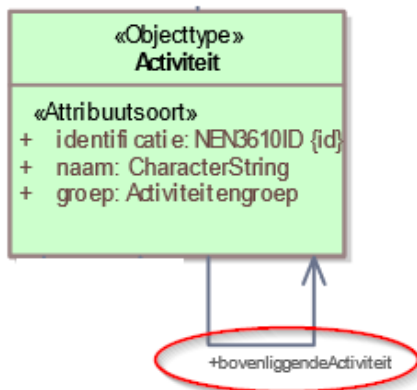 «Objecttype»
Activiteit
«Attribuutsoort»
+ identificatie: NEN3610ID {id}
+ naam: CharacterString
+ groep: Activiteitengroep
+bovenliggendeActiviteit